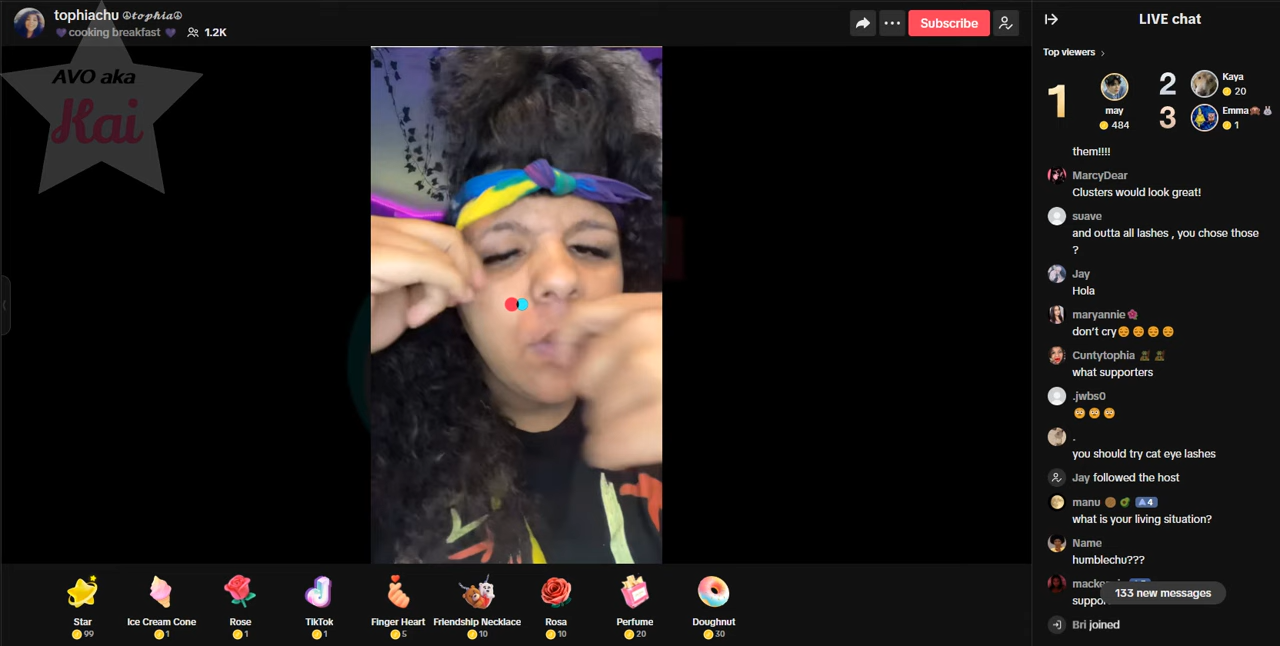 tophiachu ☮𝓽𝓸𝓹𝓱𝓲𝓪☮
💜cooking breakfast 💜 1.2K
Subscribe
AVO aka
Kai
LIVE chat
Top viewers
1
may
484
2
Kaya
20
3
Emma
1
them!!!!
MarcyDear
Clusters would look great!
suave
and outta all lashes , you chose those
?
Jay
Hola
maryannie🌺
don't cry😔😔😔😔
Cuntytophia
what supporters
.jwbs0
😳😳😳
.
you should try cat eye lashes
Jay followed the host
manu 🥑 4
what is your living situation?
Name
humblechu???
133 new messages
Bri joined
Star
99
Ice Cream Cone
1
Rose
1
TikTok
1
Finger Heart
5
Friendship Necklace
10
Rosa
10
Perfume
20
Doughnut
30